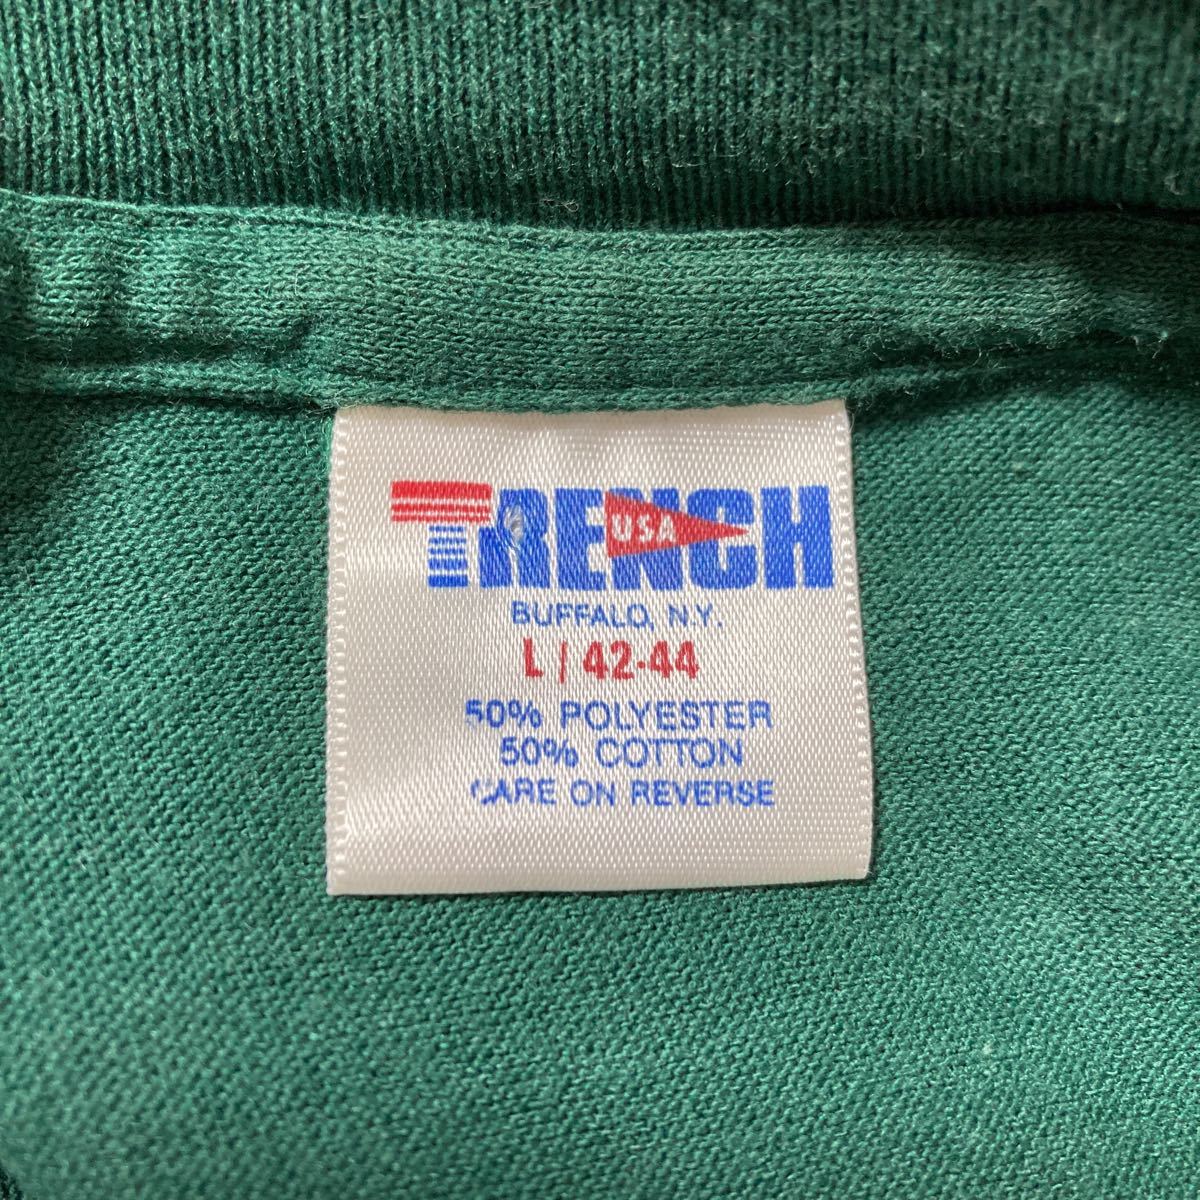 TRENCH
USA
BUFFALO, N.Y.
L / 42-44
50% POLYESTER
50% COTTON
CARE ON REVERSE